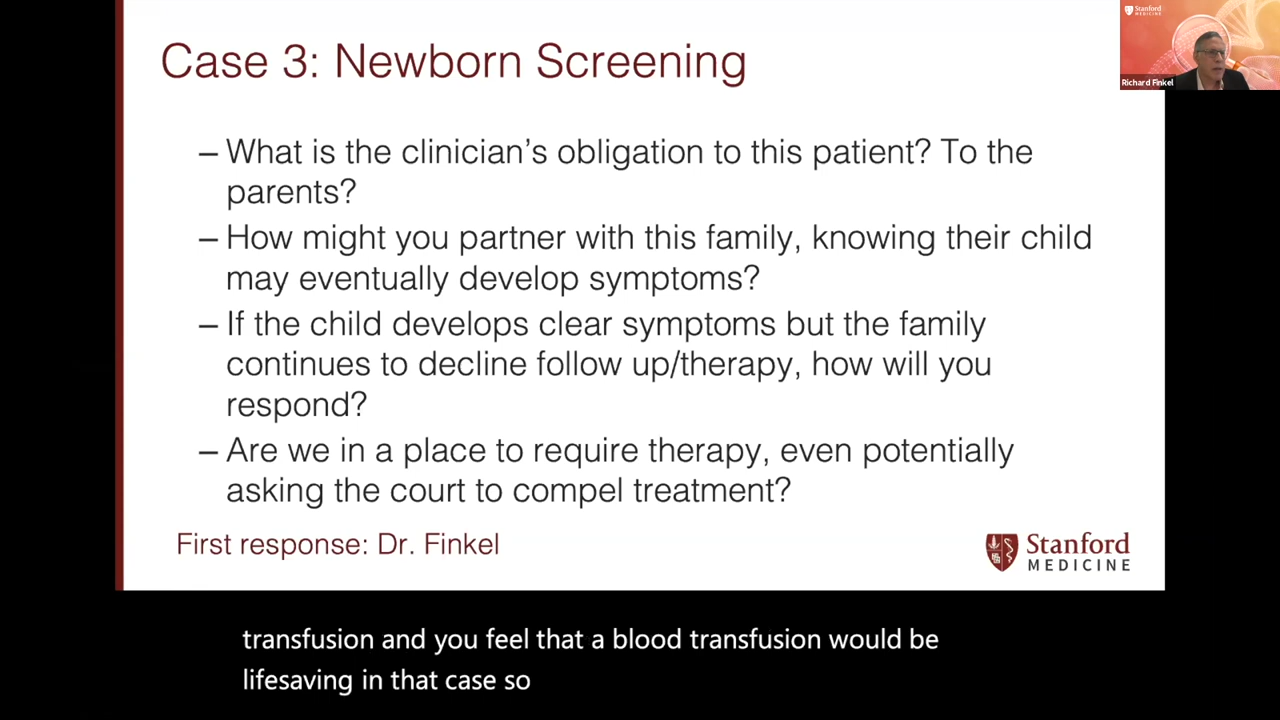 Case 3: Newborn Screening
Stanford
MEDICINE
Richard Finkel
– What is the clinician's obligation to this patient? To the
parents?
– How might you partner with this family, knowing their child
may eventually develop symptoms?
– If the child develops clear symptoms but the family
continues to decline follow up/therapy, how will you
respond?
– Are we in a place to require therapy, even potentially
asking the court to compel treatment?
First response: Dr. Finkel
Stanford
MEDICINE
transfusion and you feel that a blood transfusion would be
lifesaving in that case so